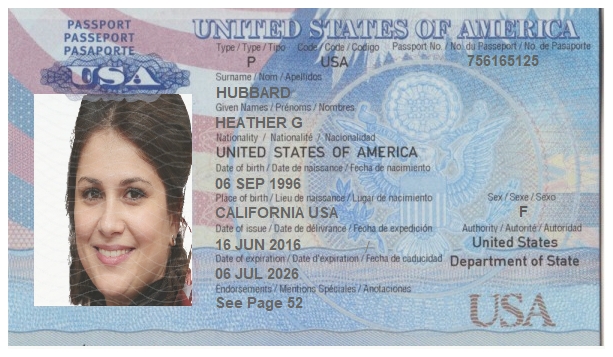 PASSPORT
PASSEPORT
PASAPORTE
USA
UNITED STATES OF AMERICA
Type / Type / Tipo Code / Code / Codigo Passport No. / No. du Passeport / No. de Pasaporte
P USA 756165125
Surname / Nom / Apellidos
HUBBARD
Given Names / Prénoms / Nombres
HEATHER G
Nationality / Nationalité / Nacionalidad
UNITED STATES OF AMERICA
Date of birth / Date de naissance / Fecha de nacimiento
06 SEP 1996
Place of birth / Lieu de naissance / Lugar de nacimiento Sex / Sexe / Sexo
CALIFORNIA USA F
Date of issue / Date de délivrance / Fecha de expedición Authority / Autorité / Autoridad
16 JUN 2016 United States
Date of expiration / Date d'expiration / Fecha de caducidad Department of State
06 JUL 2026
Endorsements / Mentions Spéciales / Anotaciones
See Page 52
USA